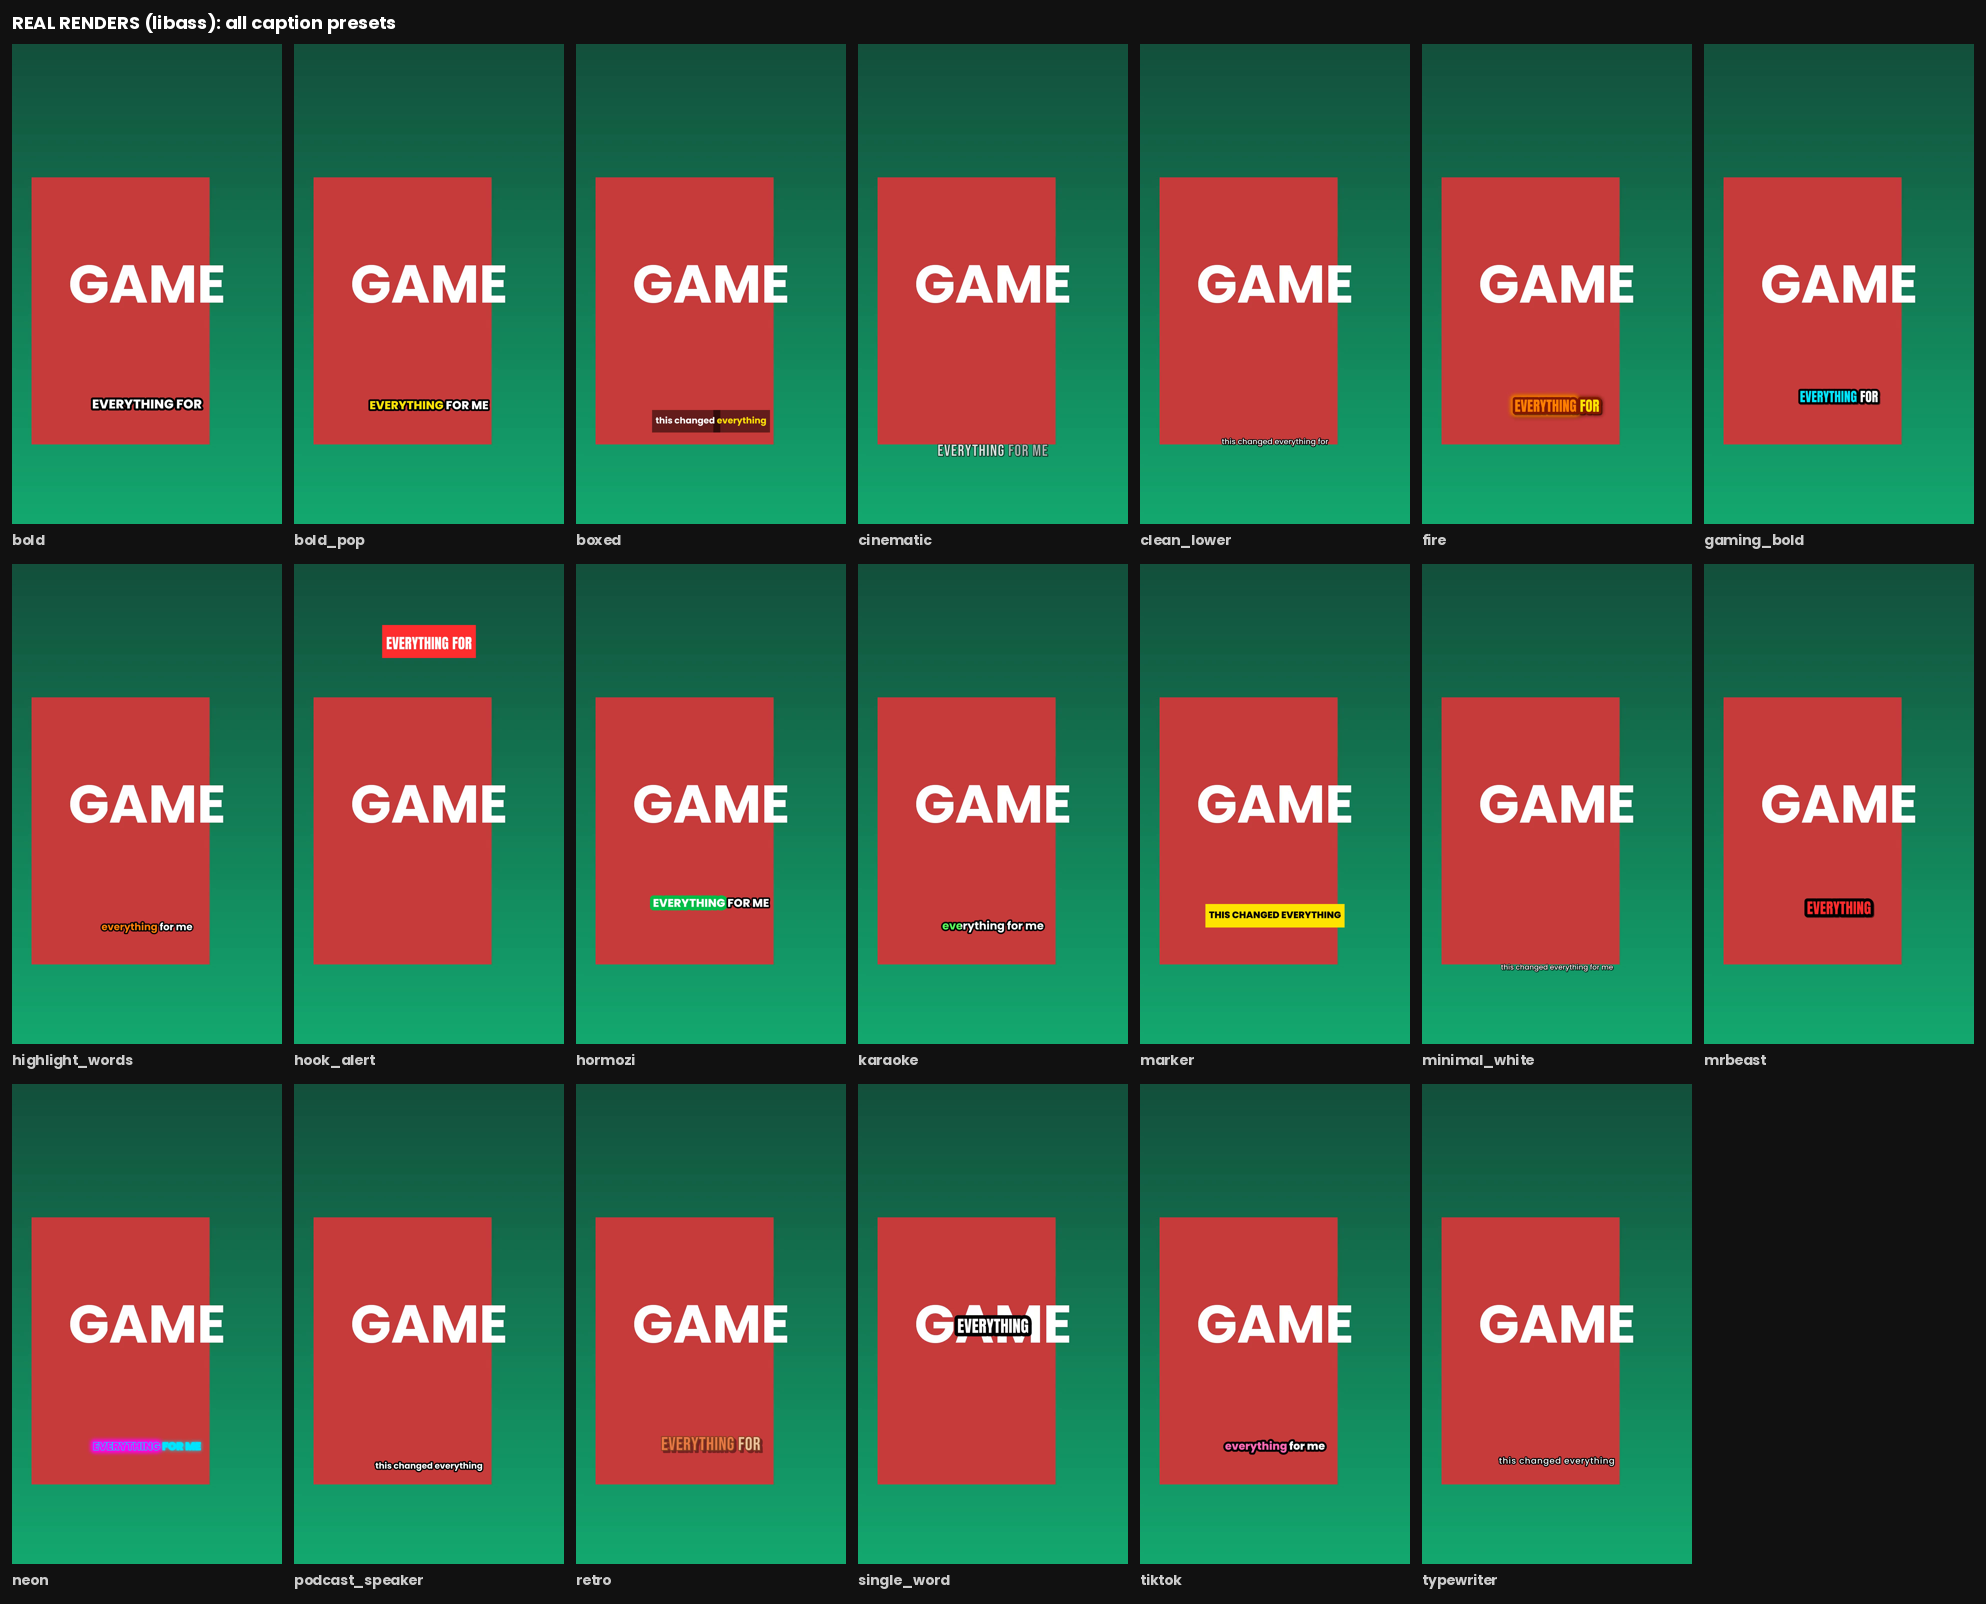 REAL RENDERS (libass): all caption presets
GAME
EVERYTHING FOR
bold
GAME
EVERYTHING FOR ME
bold_pop
GAME
this changed everything
boxed
GAME
EVERYTHING FOR ME
cinematic
GAME
this changed everything for
clean_lower
GAME
EVERYTHING FOR
fire
GAME
EVERYTHING FOR
gaming_bold
GAME
everything for me
highlight_words
EVERYTHING FOR
GAME
hook_alert
GAME
EVERYTHING FOR ME
hormozi
GAME
everything for me
karaoke
GAME
THIS CHANGED EVERYTHING
marker
GAME
this changed everything for me
minimal_white
GAME
EVERYTHING
mrbeast
GAME
EVERYTHING FOR ME
neon
GAME
this changed everything
podcast_speaker
GAME
EVERYTHING FOR
retro
GAME
EVERYTHING
single_word
GAME
everything for me
tiktok
GAME
this changed everything
typewriter